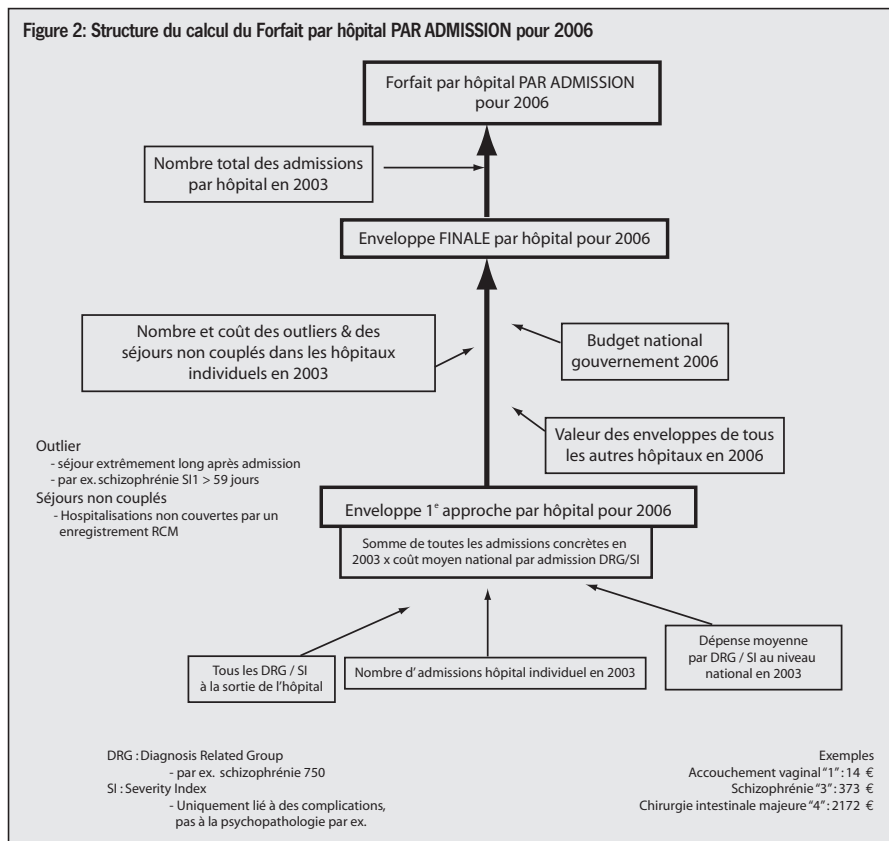 Figure 2: Structure du calcul du Forfait par hôpital PAR ADMISSION pour 2006
Forfait par hôpital PAR ADMISSION
pour 2006
Nombre total des admissions
par hôpital en 2003
Enveloppe FINALE par hôpital pour 2006
Nombre et coût des outliers & des
séjours non couplés dans les hôpitaux
individuels en 2003
Budget national
gouvernement 2006
Valeur des enveloppes de tous
les autres hôpitaux en 2006
Outlier
- séjour extrêmement long après admission
- par ex. schizophrénie SI1 > 59 jours
Séjours non couplés
- Hospitalisations non couvertes par un
enregistrement RCM
Enveloppe 1e approche par hôpital pour 2006
Somme de toutes les admissions concrètes en
2003 x coût moyen national par admission DRG/SI
Tous les DRG / SI
à la sortie de l'hôpital
Nombre d'admissions hôpital individuel en 2003
Dépense moyenne
par DRG / SI au niveau
national en 2003
DRG : Diagnosis Related Group
- par ex. schizophrénie 750
SI : Severity Index
- Uniquement lié à des complications,
pas à la psychopathologie par ex.
Exemples
Accouchement vaginal "1" : 14 €
Schizophrénie "3" : 373 €
Chirurgie intestinale majeure "4" : 2172 €